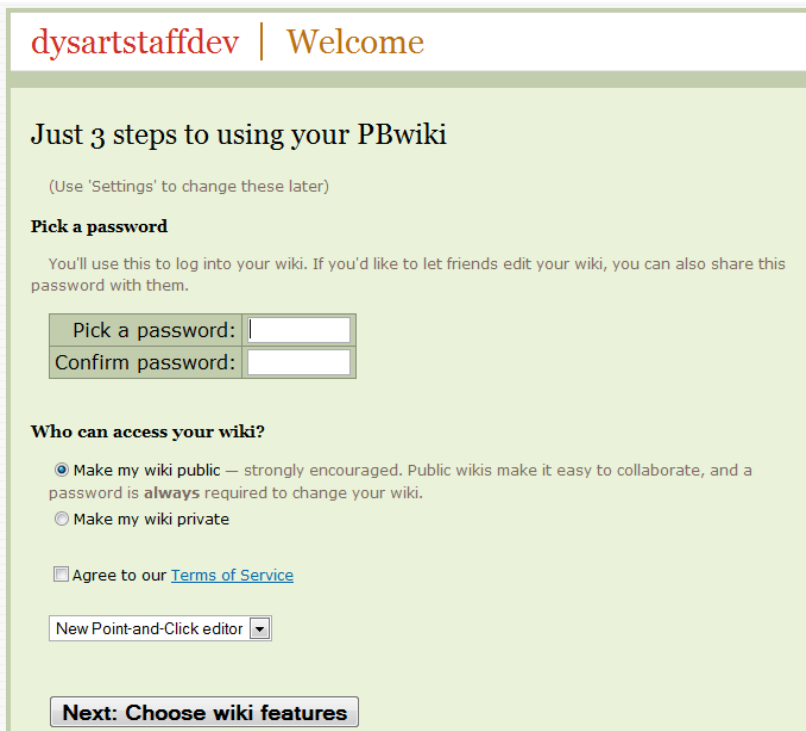 dysartstaffdev | Welcome
Just 3 steps to using your PBwiki
(Use 'Settings' to change these later)
Pick a password
You'll use this to log into your wiki. If you'd like to let friends edit your wiki, you can also share this
password with them.
Pick a password:
Confirm password:
Who can access your wiki?
Make my wiki public — strongly encouraged. Public wikis make it easy to collaborate, and a
password is always required to change your wiki.
Make my wiki private
Agree to our Terms of Service
New Point-and-Click editor
Next: Choose wiki features